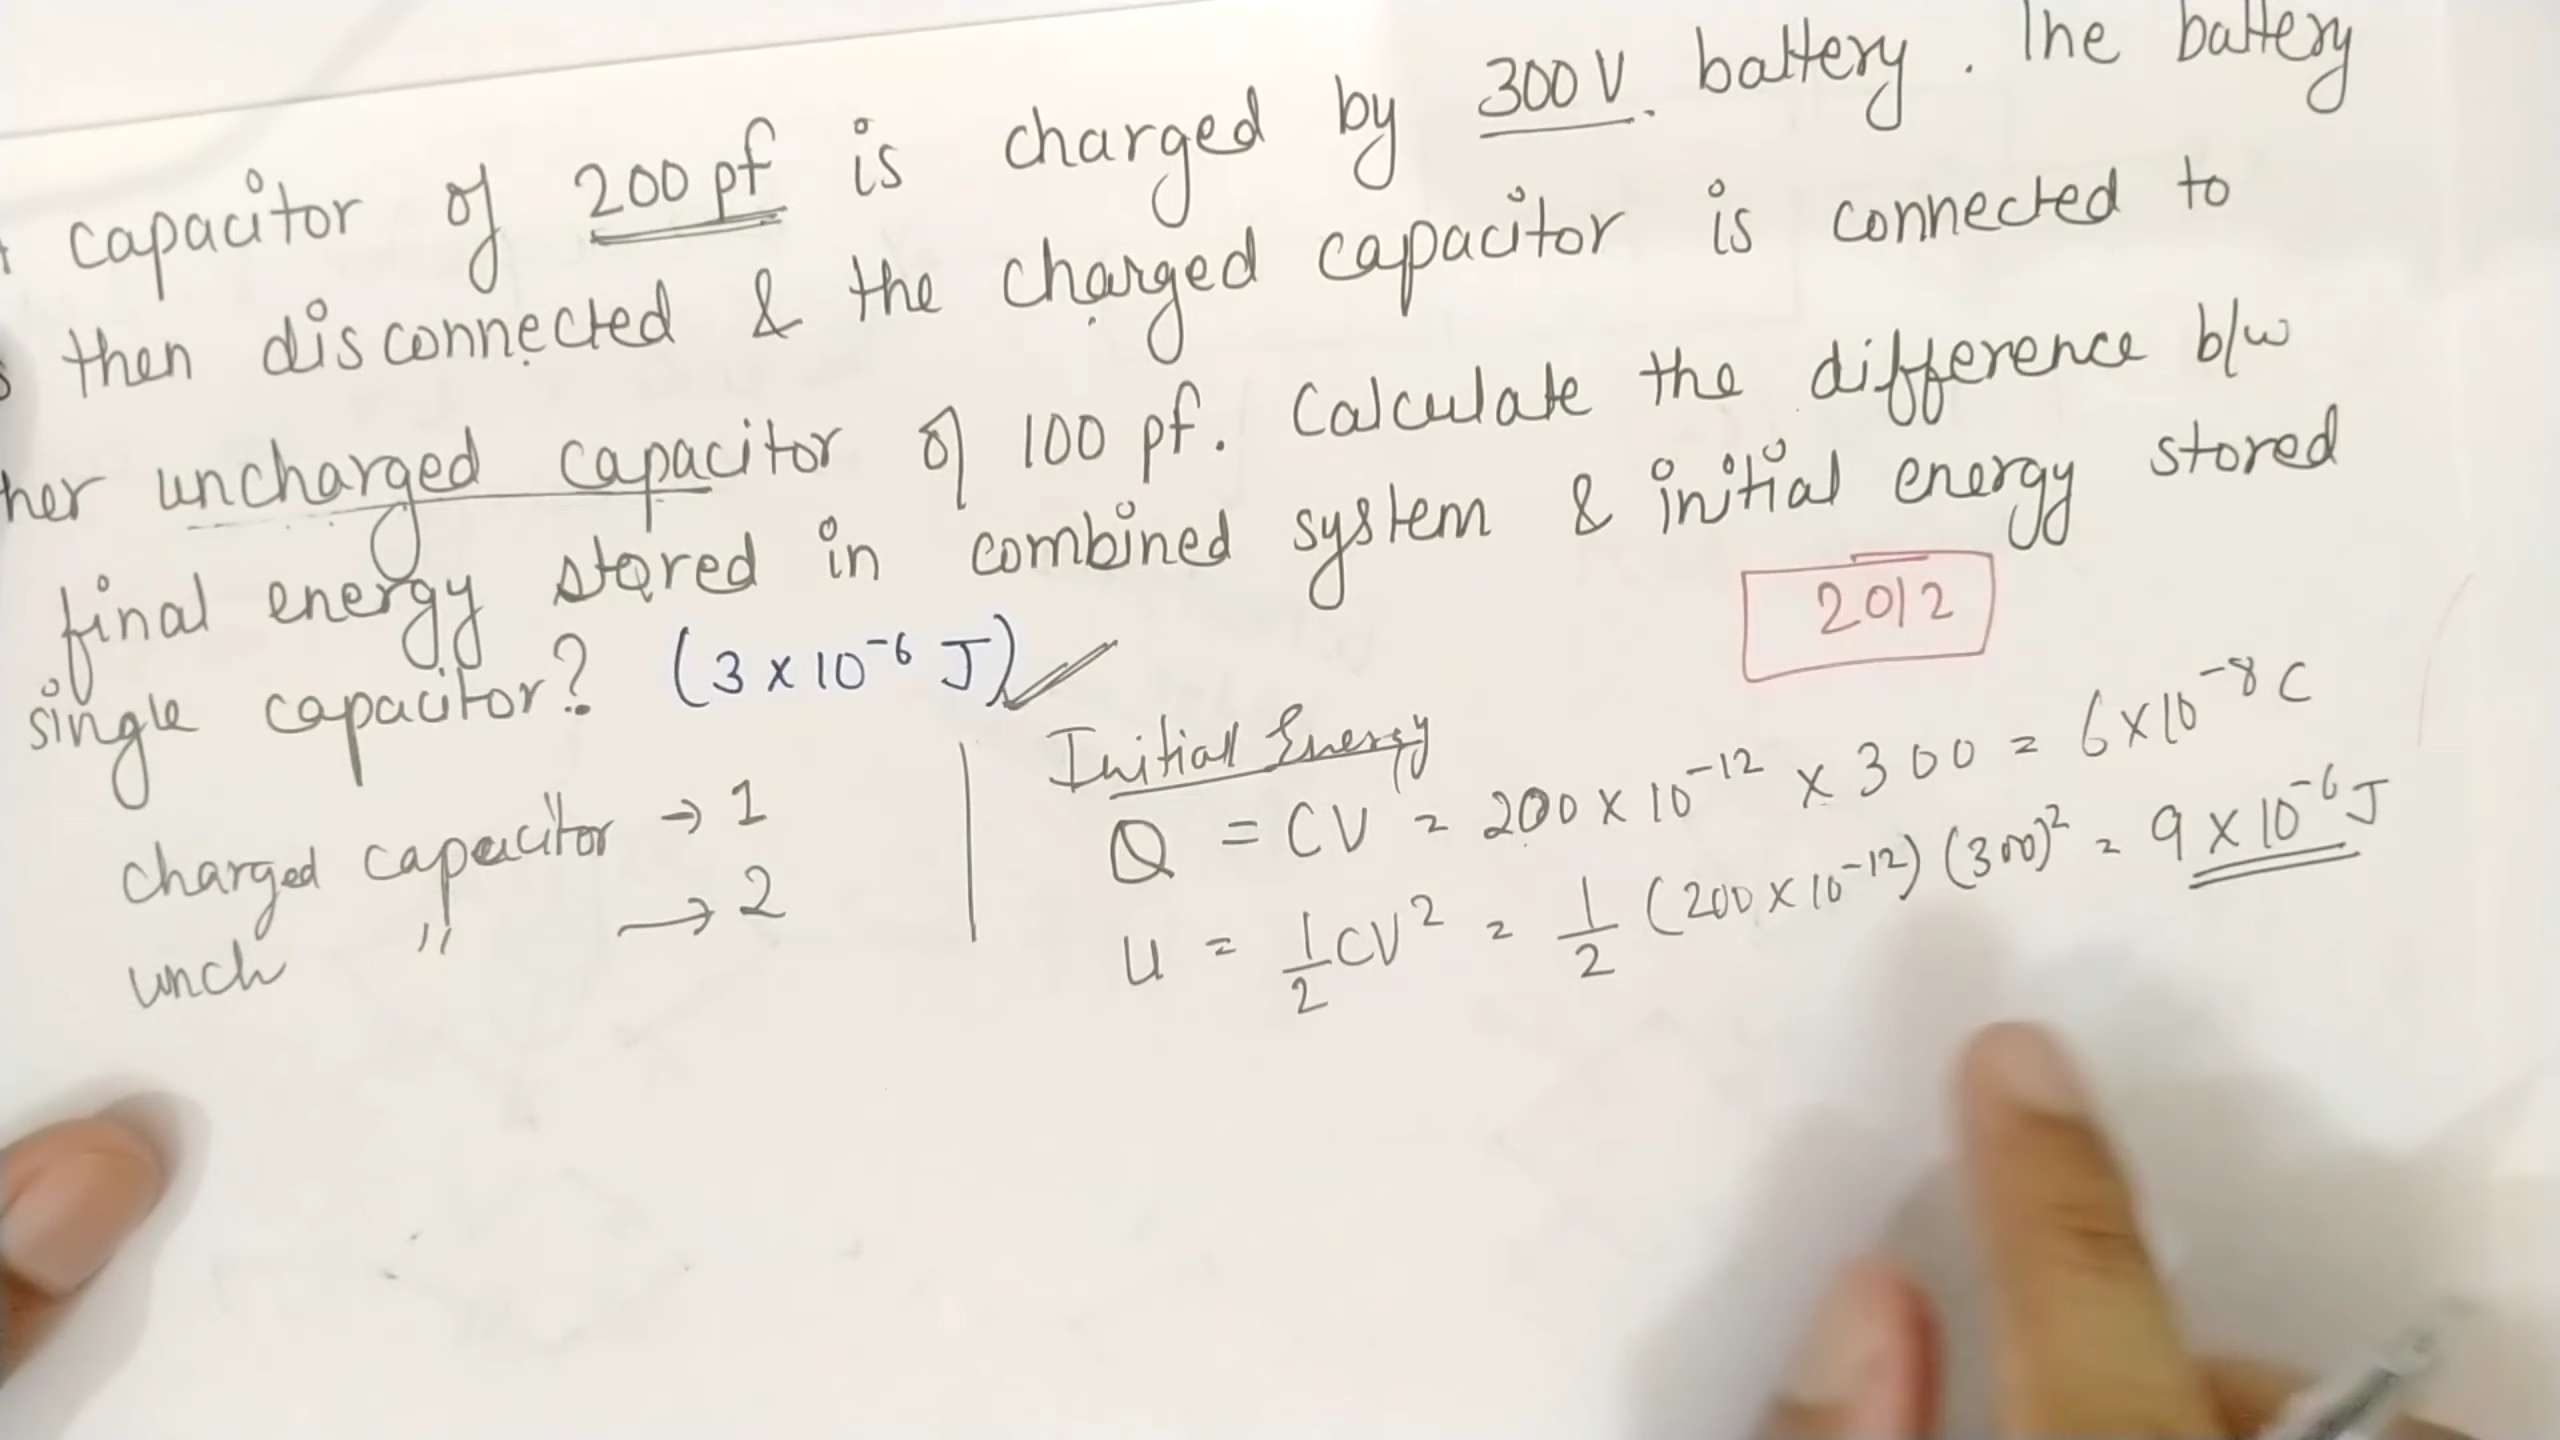 capacitor of 200 pf is charged by 300 V. battery. The battery
then disconnected & the charged capacitor is connected to
her uncharged capacitor of 100 pf. Calculate the difference b/w
final energy stored in combined system & initial energy stored
single capacitor? (3 x 10⁻⁶ J)
2012
charged capacitor → 1
unch " → 2
Initial Energy
Q = CV = 200 x 10⁻¹² x 300 = 6 x 10⁻⁸ C
U = 1/2 CV² = 1/2 (200 x 10⁻¹²) (300)² = 9 x 10⁻⁶ J